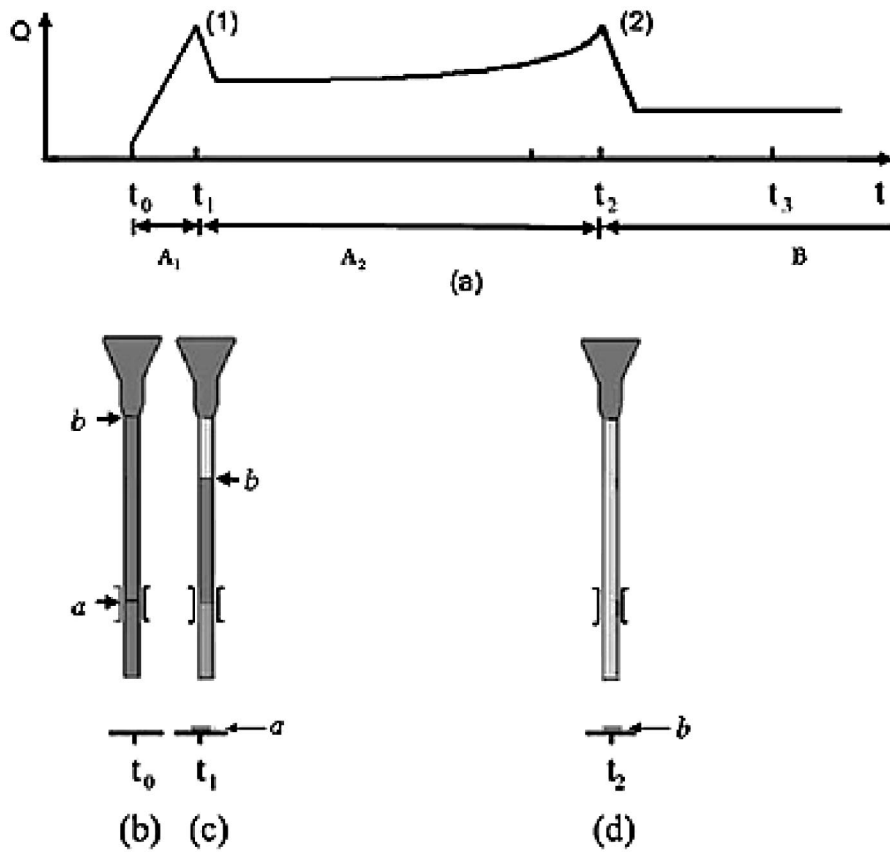 Q (1) (2)
t₀ t₁ t₂ t₃ t
A₁ A₂ B
(a)
b
b
a
a b
t₀ t₁ t₂
(b) (c) (d)